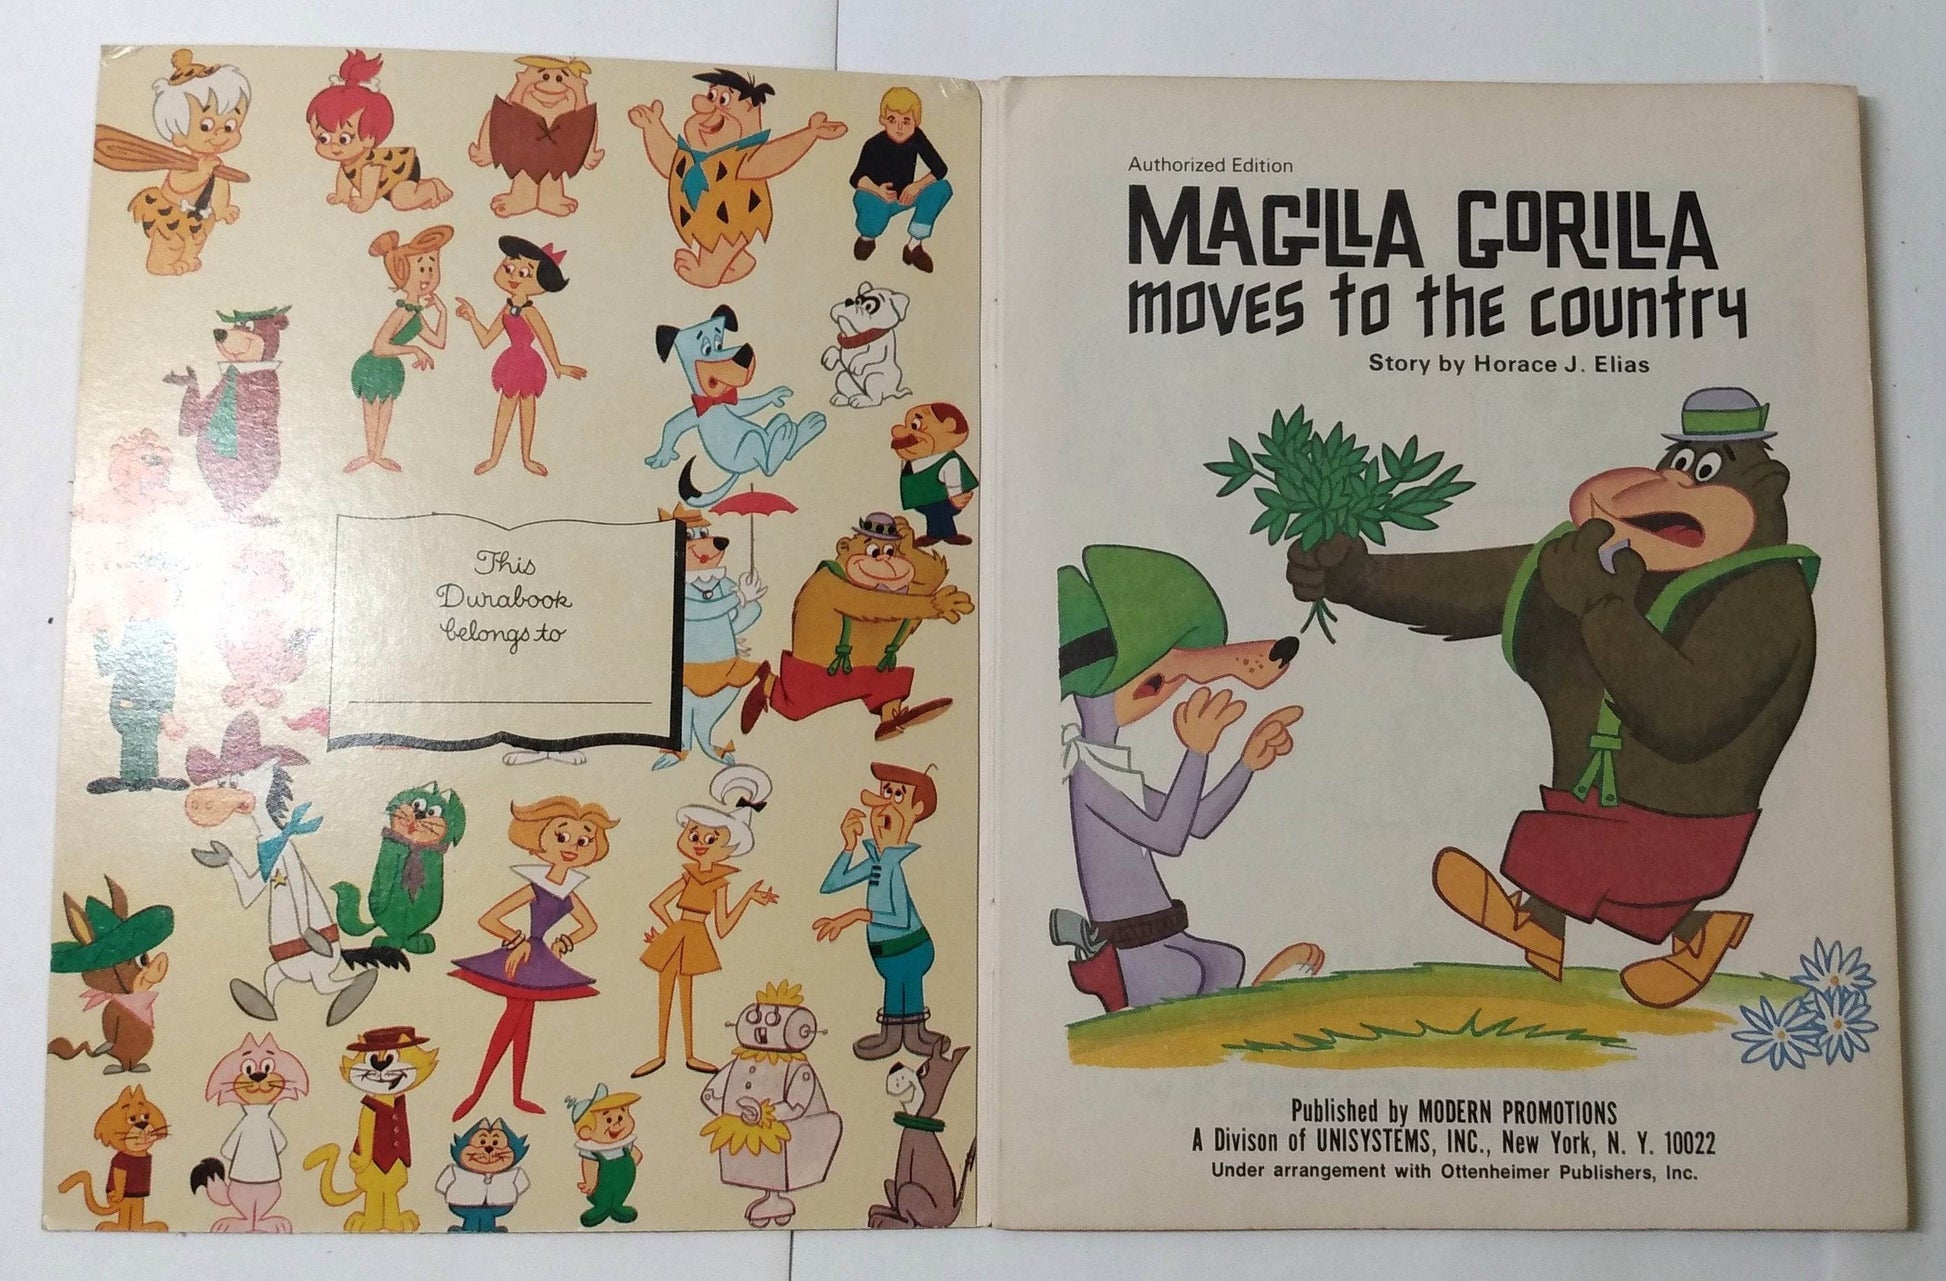 This
Durabook
belongs to
Authorized Edition
MAGILLA GORILLA
moves to the country
Story by Horace J. Elias
Published by MODERN PROMOTIONS
A Divison of UNISYSTEMS, INC., New York, N. Y. 10022
Under arrangement with Ottenheimer Publishers, Inc.